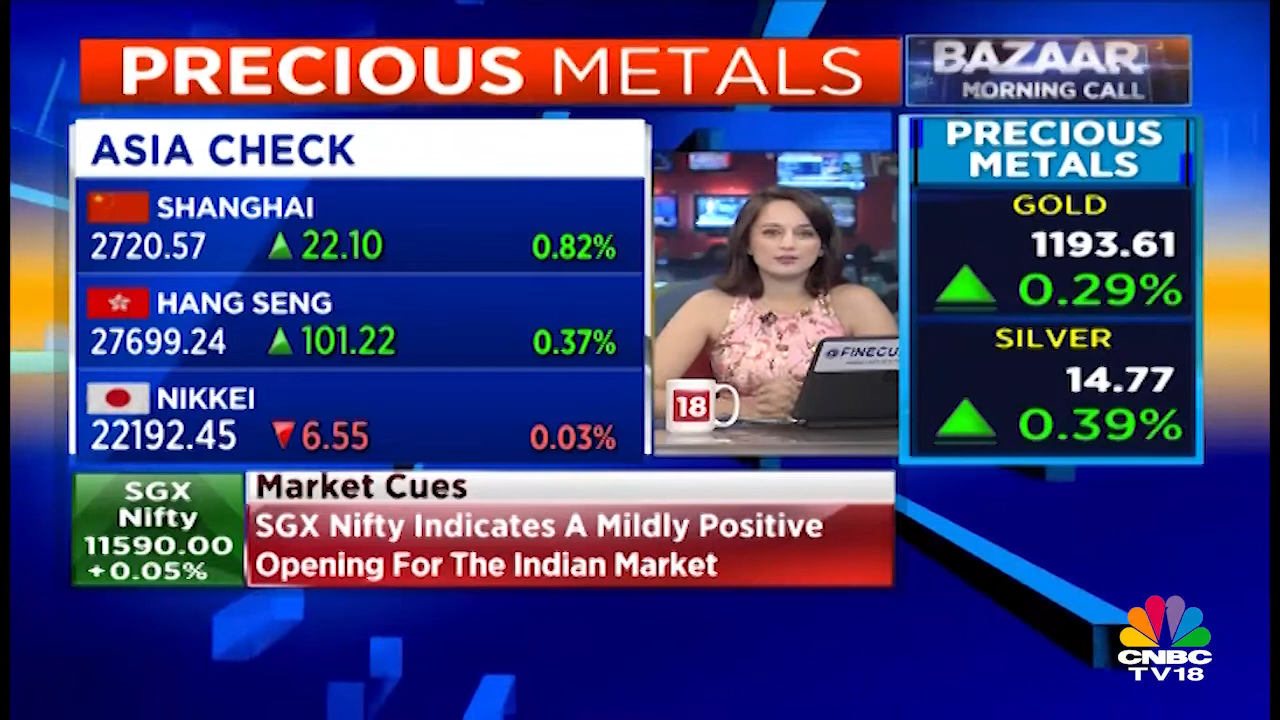 PRECIOUS METALS
BAZAAR
MORNING CALL
ASIA CHECK
SHANGHAI
2720.57 ▲ 22.10 0.82%
HANG SENG
27699.24 ▲ 101.22 0.37%
NIKKEI
22192.45 ▼ 6.55 0.03%
@FINECU
18
PRECIOUS
METALS
GOLD
1193.61
▲ 0.29%
SILVER
14.77
▲ 0.39%
SGX
Nifty
11590.00
+0.05%
Market Cues
SGX Nifty Indicates A Mildly Positive
Opening For The Indian Market
CNBC
TV18